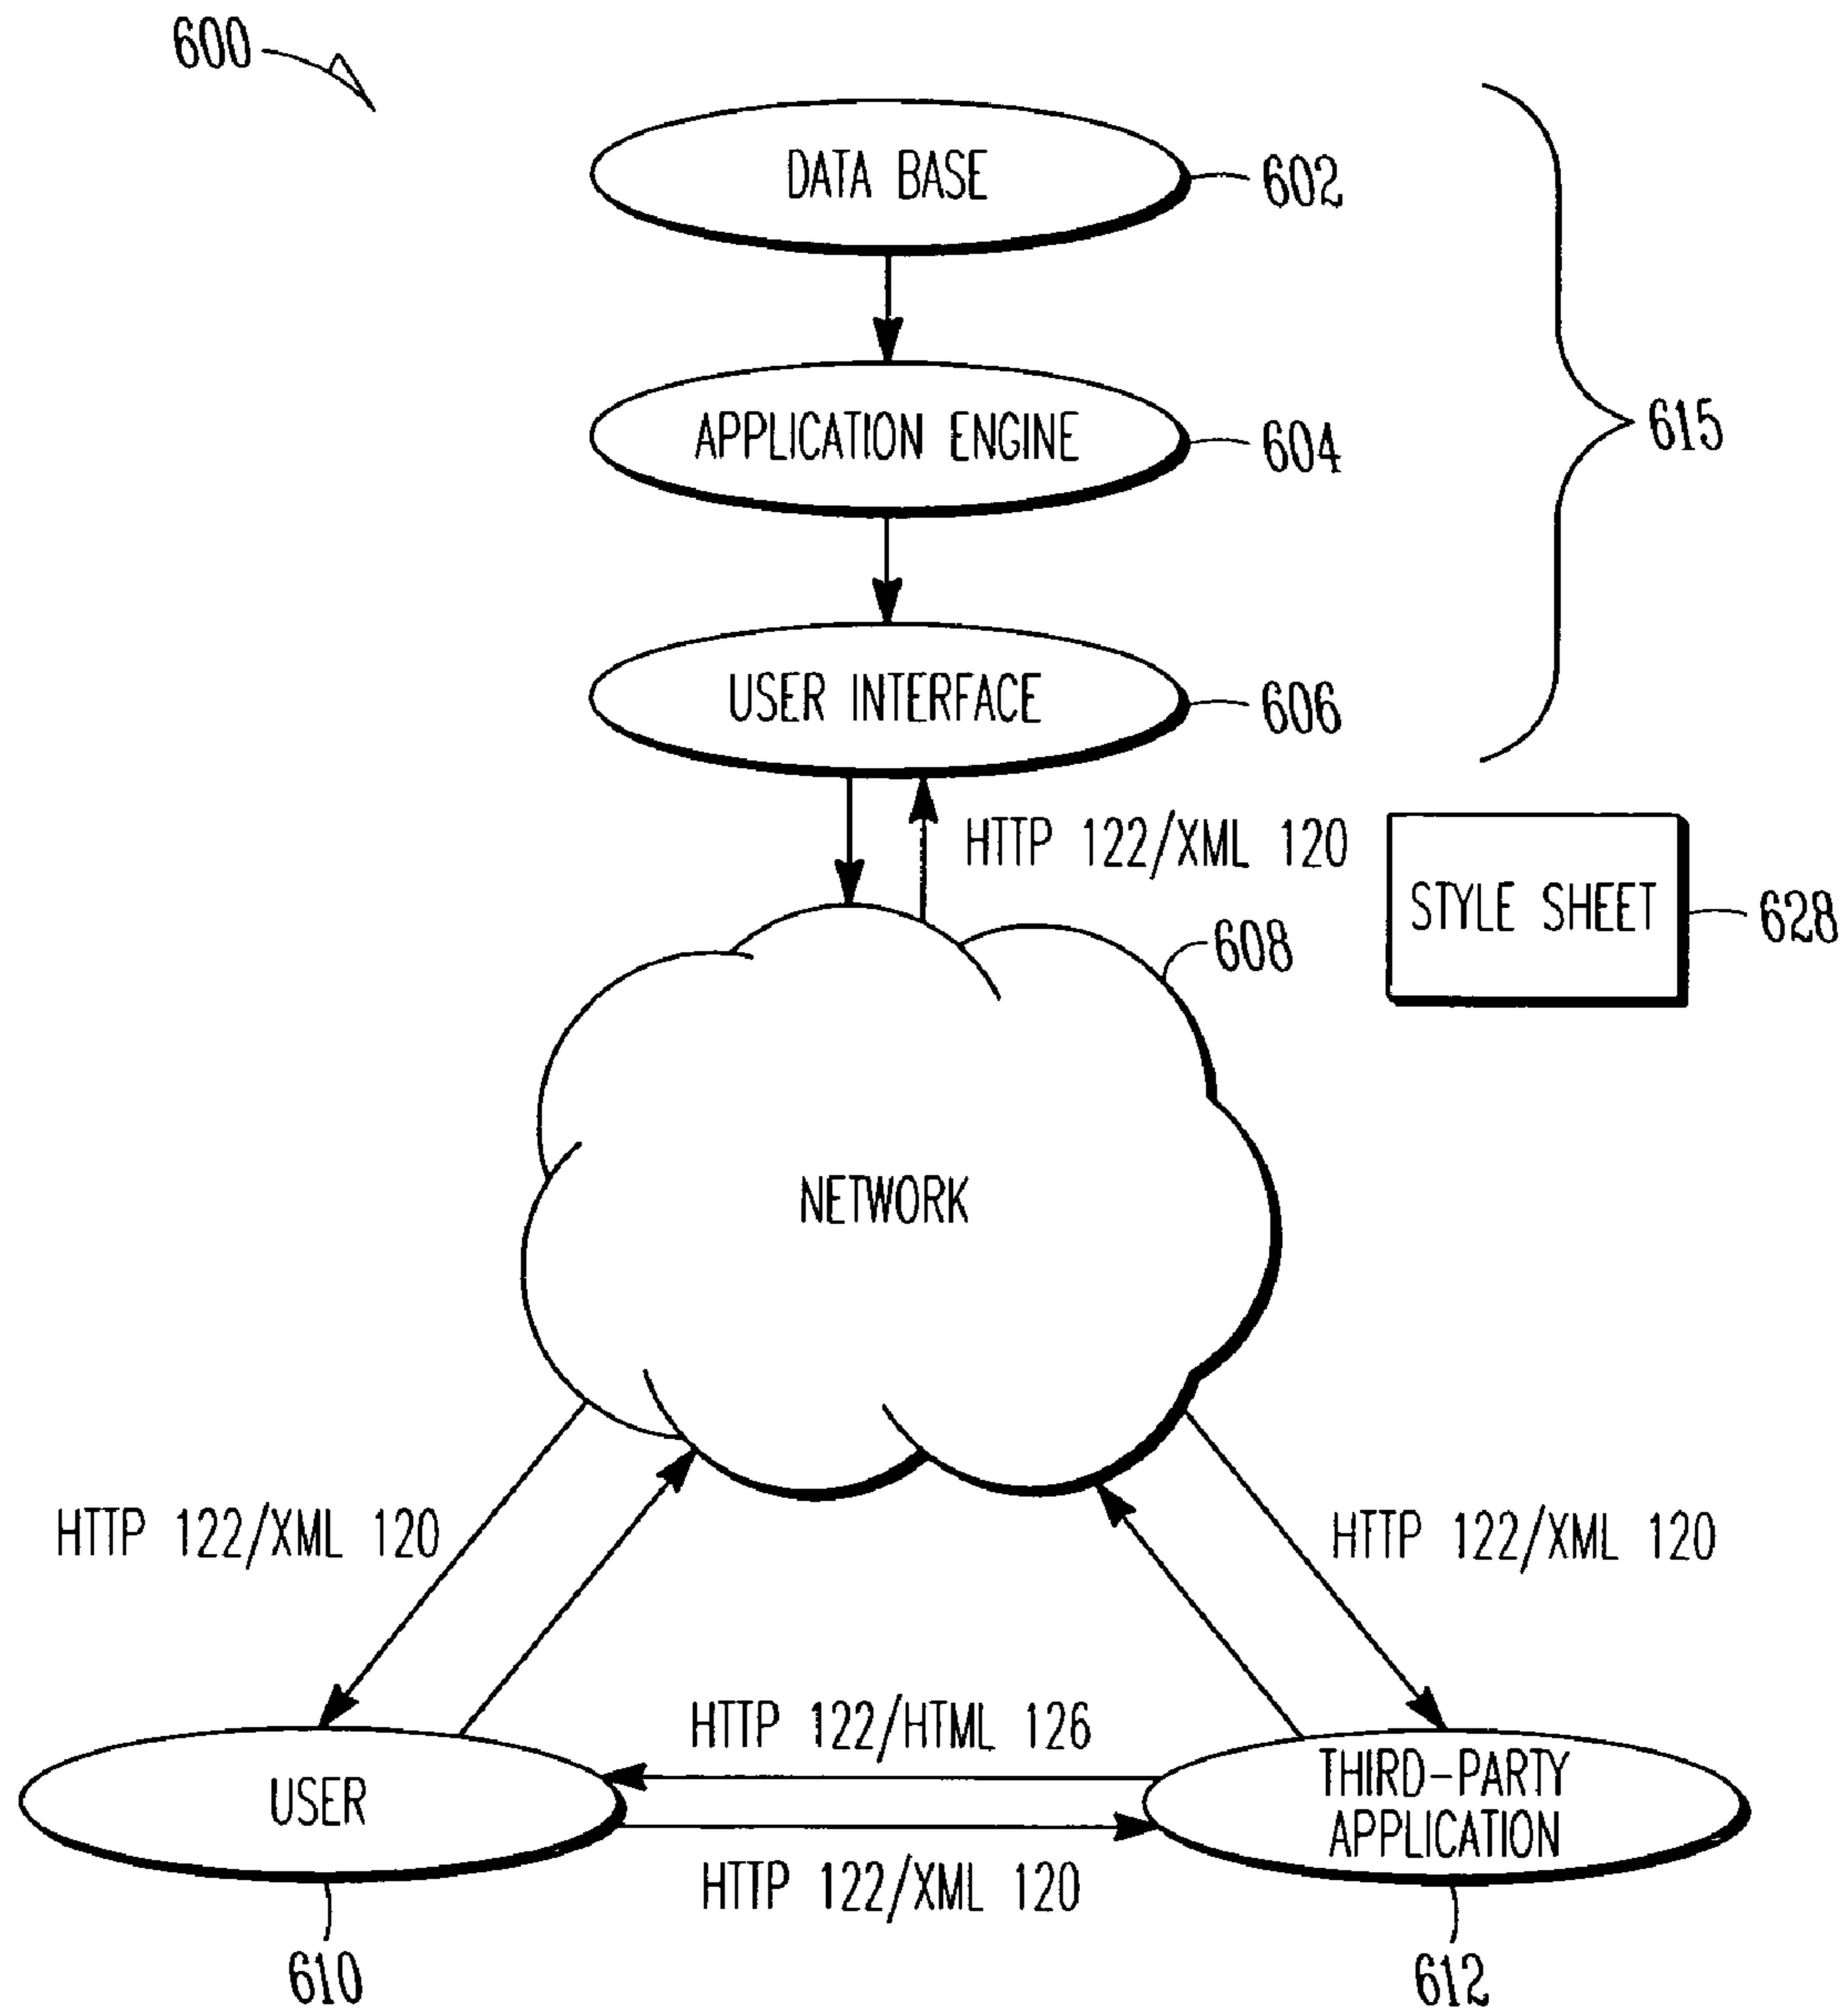 600
DATA BASE
602
APPLICATION ENGINE
604
615
USER INTERFACE
606
HTTP 122/XML 120
STYLE SHEET
628
608
NETWORK
HTTP 122/XML 120
HTTP 122/XML 120
HTTP 122/HTML 126
USER
THIRD-PARTY
APPLICATION
HTTP 122/XML 120
610
612